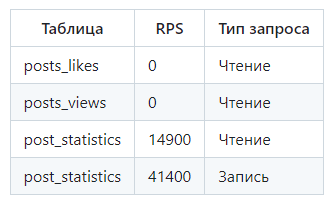 Таблица RPS Тип запроса
posts_likes 0 Чтение
posts_views 0 Чтение
post_statistics 14900 Чтение
post_statistics 41400 Запись